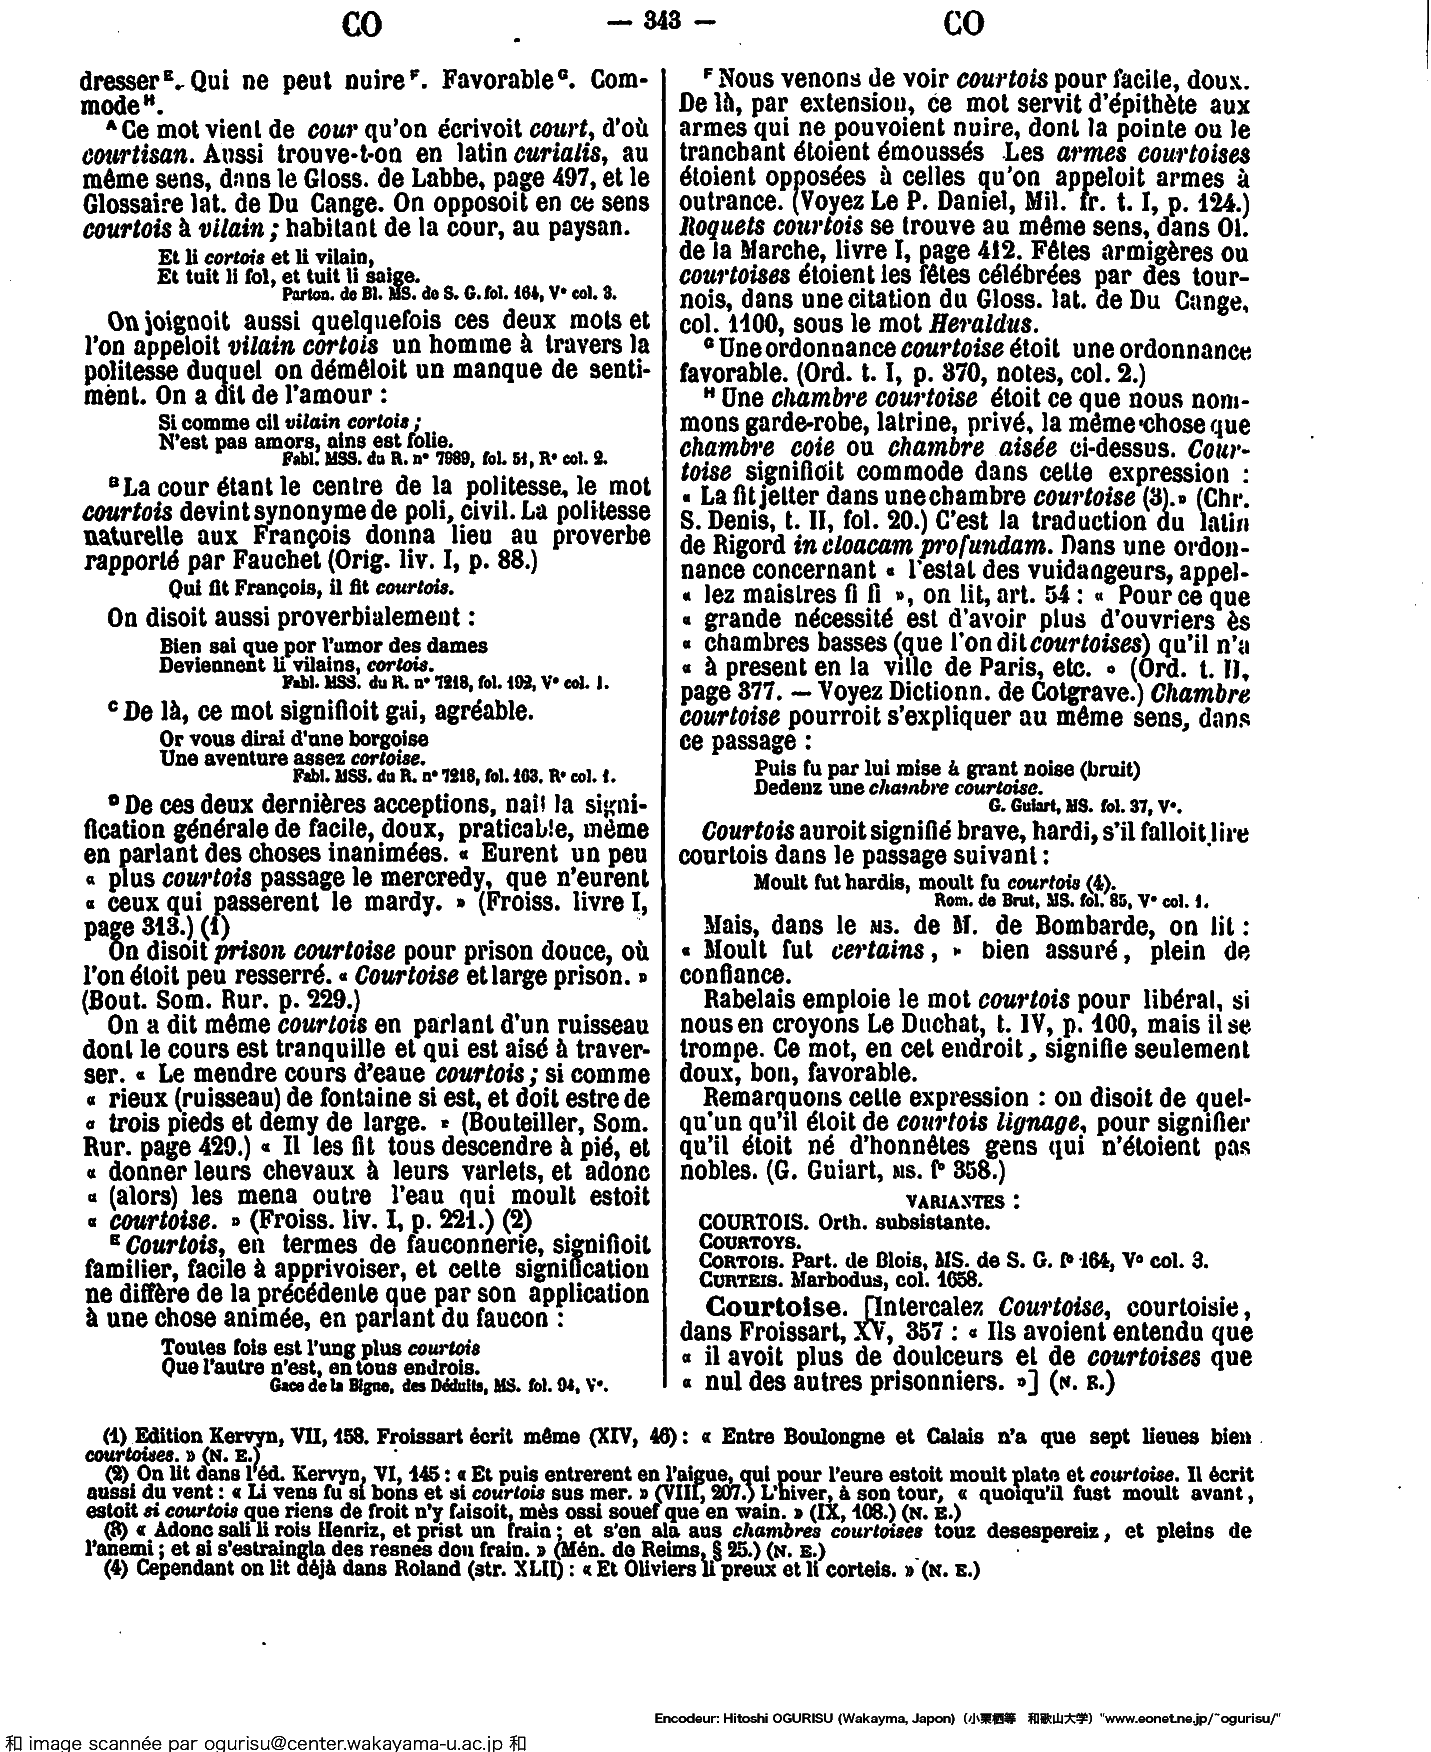 CO — 343 — CO
dresser ᴱ. Qui ne peut nuire ꟳ. Favorable ᴳ. Com-
mode ᴴ.
ᴬ Ce mot vient de cour qu'on écrivoit court, d'où
courtisan. Aussi trouve-t-on en latin curialis, au
même sens, dans le Gloss. de Labbe, page 497, et le
Glossaire lat. de Du Cange. On opposoit en ce sens
courtois à vilain ; habitant de la cour, au paysan.
Et li cortois et li vilain,
Et tuit li fol, et tuit li saige.
Parton. de Bl. MS. de S. G. fol. 164, V° col. 3.
On joignoit aussi quelquefois ces deux mots et
l'on appeloit vilain cortois un homme à travers la
politesse duquel on démêloit un manque de senti-
ment. On a dit de l'amour :
Si comme cil vilain cortois ;
N'est pas amors, ains est folie.
Fabl. MSS. du R. n° 7989, fol. 51, R° col. 2.
ᴮ La cour étant le centre de la politesse, le mot
courtois devint synonyme de poli, civil. La politesse
naturelle aux François donna lieu au proverbe
rapporté par Fauchet (Orig. liv. I, p. 88.)
Qui fit François, il fit courtois.
On disoit aussi proverbialement :
Bien sai que por l'umor des dames
Deviennent li vilains, cortois.
Fabl. MSS. du R. n° 7218, fol. 192, V° col. 1.
ᶜ De là, ce mot signifioit gai, agréable.
Or vous dirai d'une borgoise
Une aventure assez cortoise.
Fabl. MSS. du R. n° 7218, fol. 163. R° col. 1.
ᴰ De ces deux dernières acceptions, nait la signi-
fication générale de facile, doux, praticable, même
en parlant des choses inanimées. « Eurent un peu
« plus courtois passage le mercredy, que n'eurent
« ceux qui passerent le mardy. » (Froiss. livre I,
page 313.) (1)
On disoit prison courtoise pour prison douce, où
l'on étoit peu resserré. « Courtoise et large prison. »
(Bout. Som. Rur. p. 229.)
On a dit même courtois en parlant d'un ruisseau
dont le cours est tranquille et qui est aisé à traver-
ser. « Le mendre cours d'eaue courtois ; si comme
« rieux (ruisseau) de fontaine si est, et doit estre de
« trois pieds et demy de large. » (Bouteiller, Som.
Rur. page 429.) « Il les fit tous descendre à pié, et
« donner leurs chevaux à leurs varlets, et adonc
« (alors) les mena outre l'eau qui moult estoit
« courtoise. » (Froiss. liv. I, p. 221.) (2)
ᴱ Courtois, en termes de fauconnerie, signifioit
familier, facile à apprivoiser, et cette signification
ne diffère de la précédente que par son application
à une chose animée, en parlant du faucon :
Toutes fois est l'ung plus courtois
Que l'autre n'est, en tous endrois.
Gace de la Bigne, des Déduits, MS. fol. 94, V°.
ꟳ Nous venons de voir courtois pour facile, doux.
De là, par extension, ce mot servit d'épithète aux
armes qui ne pouvoient nuire, dont la pointe ou le
tranchant étoient émoussés Les armes courtoises
étoient opposées à celles qu'on appeloit armes à
outrance. (Voyez Le P. Daniel, Mil. fr. t. I, p. 124.)
Roquets courtois se trouve au même sens, dans Ol.
de la Marche, livre I, page 412. Fêtes armigères ou
courtoises étoient les fêtes célébrées par des tour-
nois, dans une citation du Gloss. lat. de Du Cange,
col. 1100, sous le mot Heraldus.
ᴳ Une ordonnance courtoise étoit une ordonnance
favorable. (Ord. t. I, p. 370, notes, col. 2.)
ᴴ Une chambre courtoise étoit ce que nous nom-
mons garde-robe, latrine, privé, la même chose que
chambre coie ou chambre aisée ci-dessus. Cour-
toise signifioit commode dans cette expression :
« La fit jetter dans une chambre courtoise (3). » (Chr.
S. Denis, t. II, fol. 20.) C'est la traduction du latin
de Rigord in cloacam profundam. Dans une ordon-
nance concernant « l'estat des vuidangeurs, appel-
« lez maistres fi fi », on lit, art. 54 : « Pour ce que
« grande nécessité est d'avoir plus d'ouvriers ès
« chambres basses (que l'on dit courtoises) qu'il n'a
« à present en la ville de Paris, etc. » (Ord. t. II,
page 377. — Voyez Dictionn. de Cotgrave.) Chambre
courtoise pourroit s'expliquer au même sens, dans
ce passage :
Puis fu par lui mise à grant noise (bruit)
Dedenz une chambre courtoise.
G. Guiart, MS. fol. 37, V°.
Courtois auroit signifié brave, hardi, s'il falloit lire
courtois dans le passage suivant :
Moult fut hardis, moult fu courtois (4).
Rom. de Brut, MS. fol. 85, V° col. 1.
Mais, dans le MS. de M. de Bombarde, on lit :
« Moult fut certains, » bien assuré, plein de
confiance.
Rabelais emploie le mot courtois pour libéral, si
nous en croyons Le Duchat, t. IV, p. 100, mais il se
trompe. Ce mot, en cet endroit, signifie seulement
doux, bon, favorable.
Remarquons cette expression : on disoit de quel-
qu'un qu'il étoit de courtois lignage, pour signifier
qu'il étoit né d'honnêtes gens qui n'étoient pas
nobles. (G. Guiart, MS. f° 358.)
VARIANTES :
COURTOIS. Orth. subsistante.
COURTOYS.
CORTOIS. Part. de Blois, MS. de S. G. f° 164, V° col. 3.
CURTEIS. Marbodus, col. 1658.
Courtoise. [Intercalez Courtoise, courtoisie,
dans Froissart, XV, 357 : « Ils avoient entendu que
« il avoit plus de doulceurs et de courtoises que
« nul des autres prisonniers. »] (N. E.)
(1) Edition Kervyn, VII, 158. Froissart écrit même (XIV, 46) : « Entre Boulongne et Calais n'a que sept lieues bien
courtoises. » (N. E.)
(2) On lit dans l'éd. Kervyn, VI, 145 : « Et puis entrerent en l'aigue, qui pour l'eure estoit moult plate et courtoise. Il écrit
aussi du vent : « Li vens fu si bons et si courtois sus mer. » (VIII, 207.) L'hiver, à son tour, « quoiqu'il fust moult avant,
estoit si courtois que riens de froit n'y faisoit, mès ossi souef que en wain. » (IX, 108.) (N. E.)
(3) « Adonc sali li rois Henriz, et prist un frain ; et s'en ala aus chambres courtoises touz desespereiz, et pleins de
l'anemi ; et si s'estraingla des resnes dou frain. » (Mén. de Reims, § 25.) (N. E.)
(4) Cependant on lit déjà dans Roland (str. XLII) : « Et Oliviers li preux et li corteis. » (N. E.)
Encodeur: Hitoshi OGURISU (Wakayma, Japon) (小栗栖等 和歌山大学) "www.eonet.ne.jp/~ogurisu/"
和 image scannée par ogurisu@center.wakayama-u.ac.jp 和